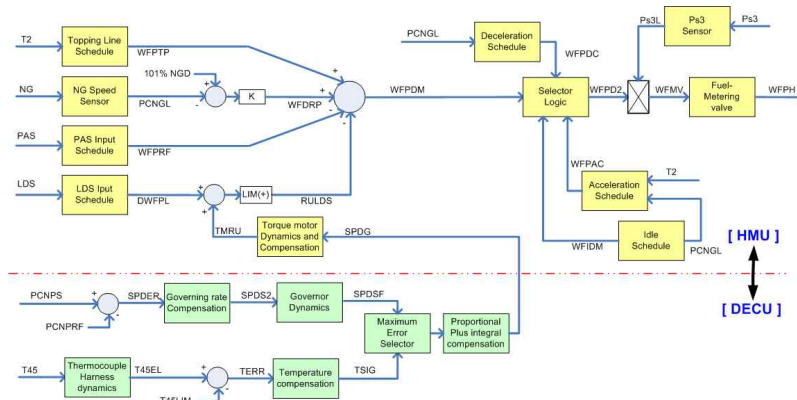 T2
Topping Line
Schedule
WFPTP
101% NGD
+
-
NG
NG Speed
Sensor
PCNGL
K
WFDRP
+
+
-
-
WFPDM
PAS
PAS Input
Schedule
WFPRF
LDS
LDS Iput
Schedule
DWFPL
+
+
LIM(+)
RULDS
TMRU
Torque motor
Dynamics and
Compensation
SPDG
PCNGL
Deceleration
Schedule
WFPDC
Selector
Logic
WFPD2
Ps3L
Ps3
Sensor
Ps3
WFMV
Fuel-
Metering
valve
WFPH
WFPAC
Acceleration
Schedule
T2
WFIDM
Idle
Schedule
PCNGL
[ HMU ]
[ DECU ]
PCNPS
+
-
PCNPRF
SPDER
Governing rate
Compensation
SPDS2
Governor
Dynamics
SPDSF
Maximum
Error
Selector
Proportional
Plus integral
compensation
T45
Thermocouple
Harness
dynamics
T45EL
+
-
T45LIM
TERR
Temperature
compensation
TSIG